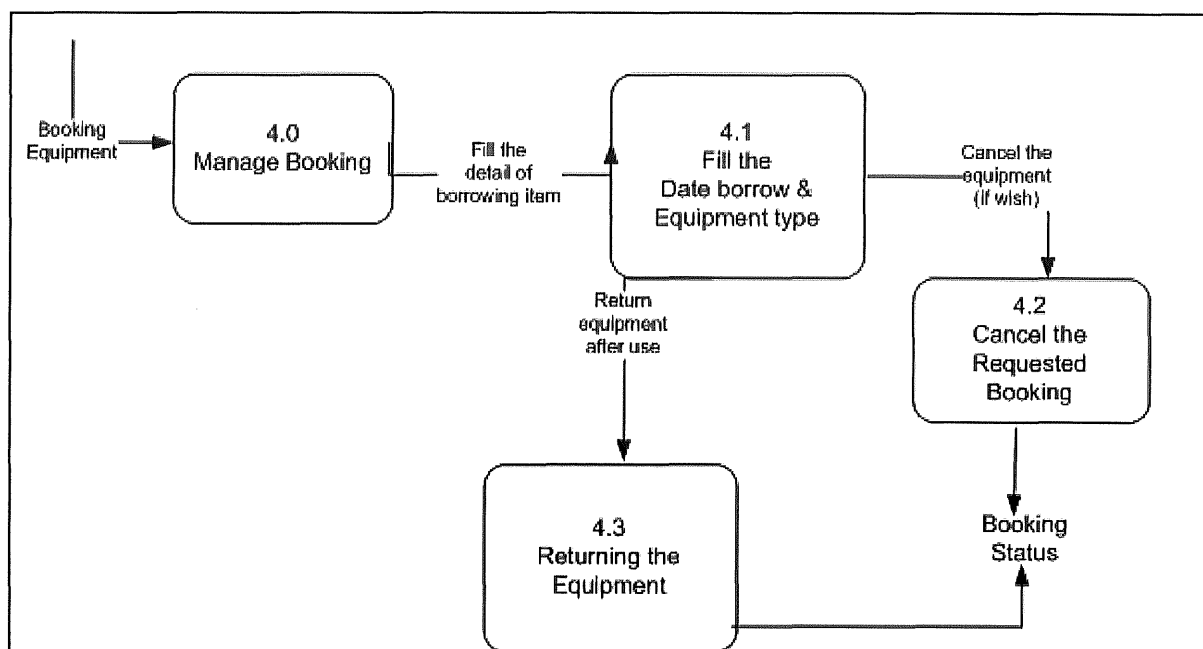 Booking
Equipment
4.0
Manage Booking
Fill the
detail of
borrowing item
4.1
Fill the
Date borrow &
Equipment type
Cancel the
equipment
(if wish)
Return
equipment
after use
4.2
Cancel the
Requested
Booking
4.3
Returning the
Equipment
Booking
Status